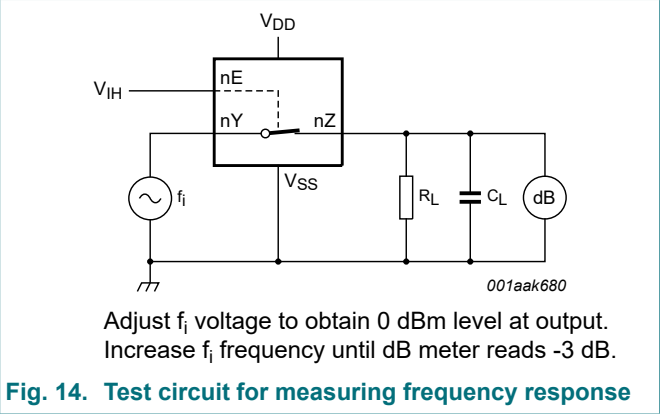 VDD
nE
VIH
nY
nZ
VSS
fi
RL
CL
dB
001aak680
Adjust fi voltage to obtain 0 dBm level at output.
Increase fi frequency until dB meter reads -3 dB.
Fig. 14. Test circuit for measuring frequency response